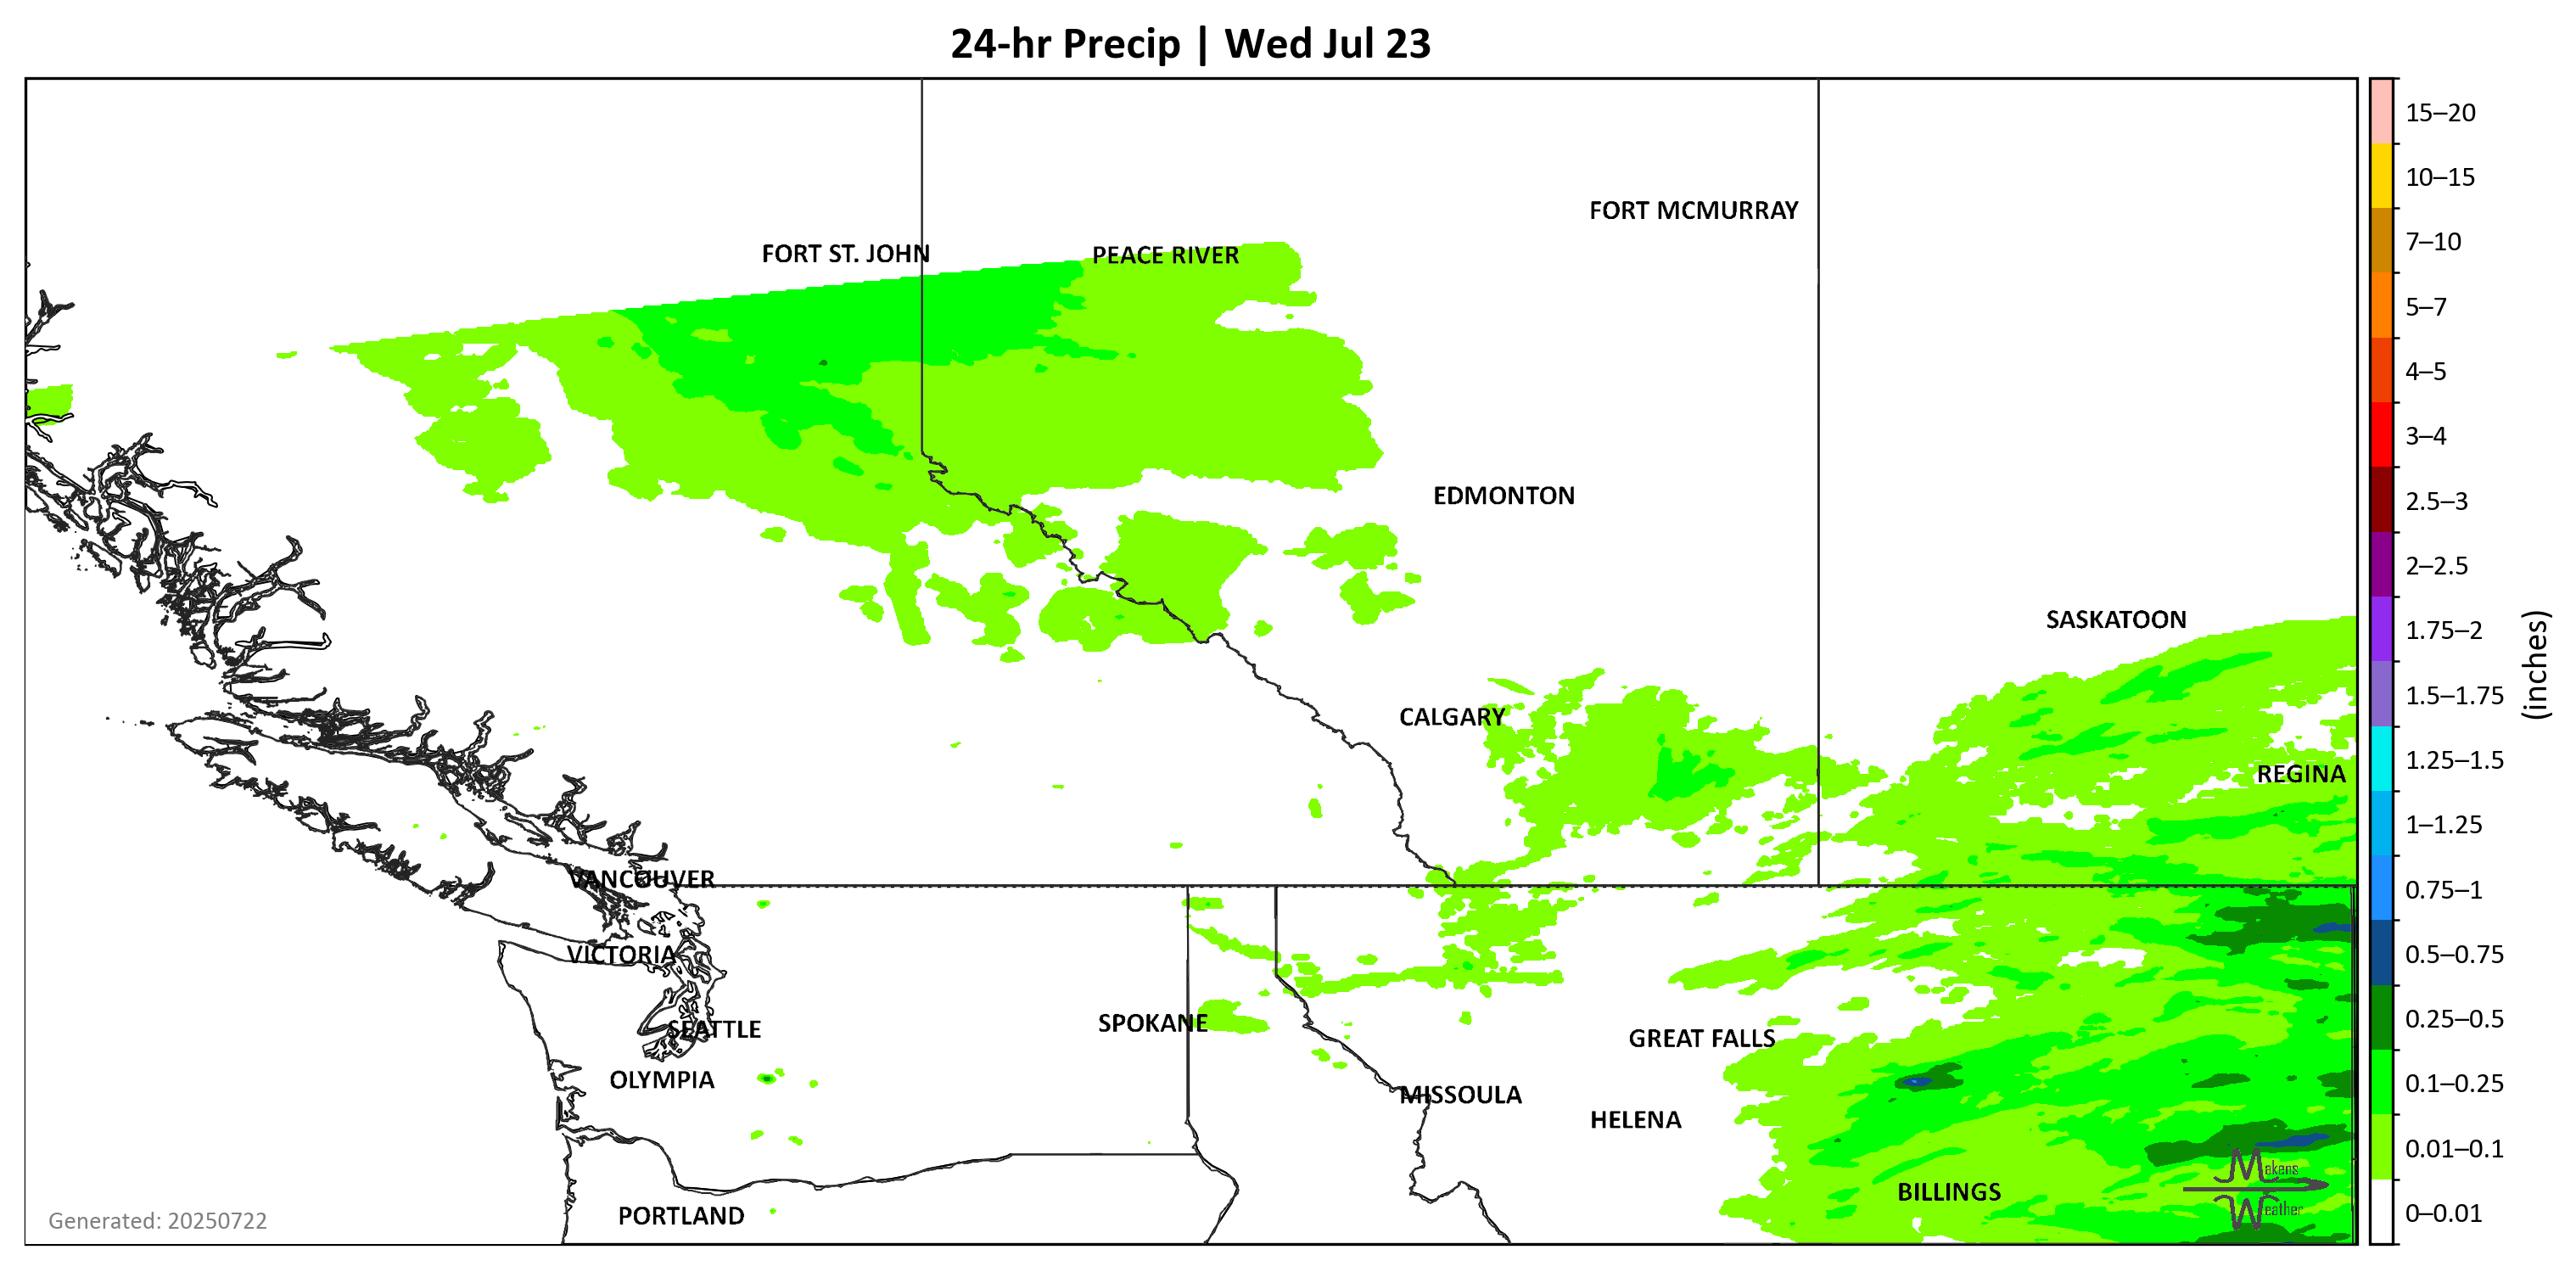 24-hr Precip | Wed Jul 23
15–20
10–15
FORT MCMURRAY
7–10
FORT ST. JOHN
PEACE RIVER
5–7
4–5
3–4
EDMONTON
2.5–3
2–2.5
SASKATOON
1.75–2
(inches)
1.5–1.75
CALGARY
1.25–1.5
REGINA
1–1.25
VANCOUVER
0.75–1
VICTORIA
0.5–0.75
SEATTLE
SPOKANE
0.25–0.5
GREAT FALLS
OLYMPIA
0.1–0.25
MISSOULA
HELENA
0.01–0.1
Makens
Weather
BILLINGS
PORTLAND
0–0.01
Generated: 20250722